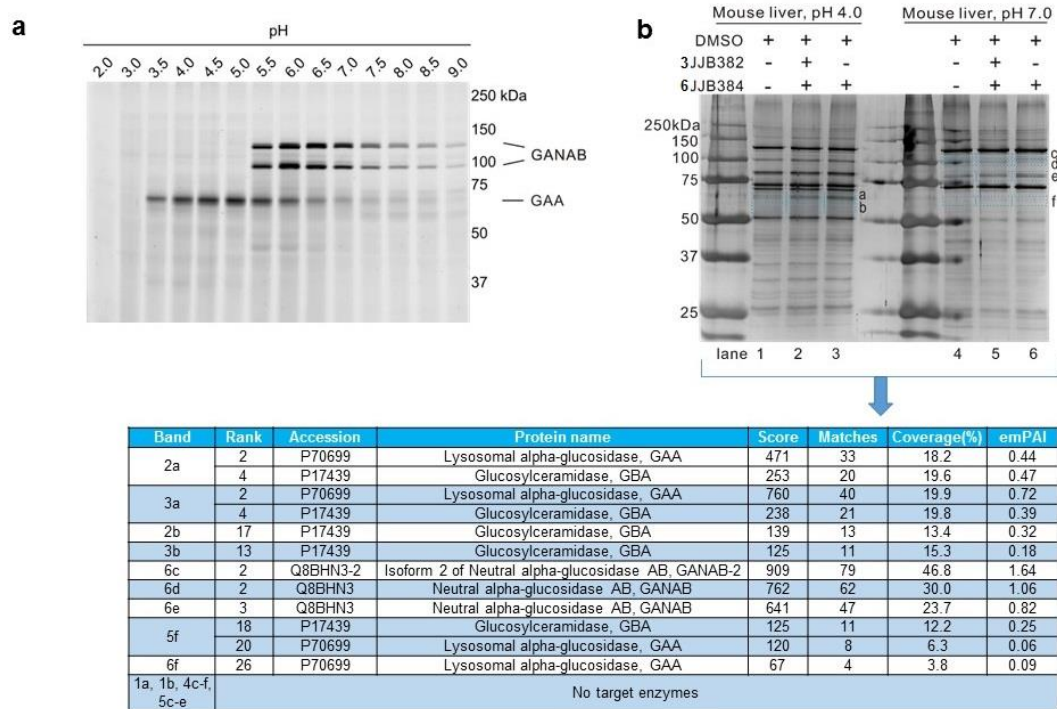 a
pH
2.0 3.0 3.5 4.0 4.5 5.0 5.5 6.0 6.5 7.0 7.5 8.0 8.5 9.0
250 kDa
150
GANAB
100
75
GAA
50
37
b
Mouse liver, pH 4.0 Mouse liver, pH 7.0
DMSO + + + + + +
3 JJB382 - + - - + -
6 JJB384 - + + - + +
250kDa
150
100
75
50
37
25
a
b
c
d
e
f
lane 1 2 3 4 5 6
Band Rank Accession Protein name Score Matches Coverage(%) emPAI
2a 2 P70699 Lysosomal alpha-glucosidase, GAA 471 33 18.2 0.44
4 P17439 Glucosylceramidase, GBA 253 20 19.6 0.47
3a 2 P70699 Lysosomal alpha-glucosidase, GAA 760 40 19.9 0.72
4 P17439 Glucosylceramidase, GBA 238 21 19.8 0.39
2b 17 P17439 Glucosylceramidase, GBA 139 13 13.4 0.32
3b 13 P17439 Glucosylceramidase, GBA 125 11 15.3 0.18
6c 2 Q8BHN3-2 Isoform 2 of Neutral alpha-glucosidase AB, GANAB-2 909 79 46.8 1.64
6d 2 Q8BHN3 Neutral alpha-glucosidase AB, GANAB 762 62 30.0 1.06
6e 3 Q8BHN3 Neutral alpha-glucosidase AB, GANAB 641 47 23.7 0.82
5f 18 P17439 Glucosylceramidase, GBA 125 11 12.2 0.25
20 P70699 Lysosomal alpha-glucosidase, GAA 120 8 6.3 0.06
6f 26 P70699 Lysosomal alpha-glucosidase, GAA 67 4 3.8 0.09
1a, 1b, 4c-f,
5c-e
No target enzymes